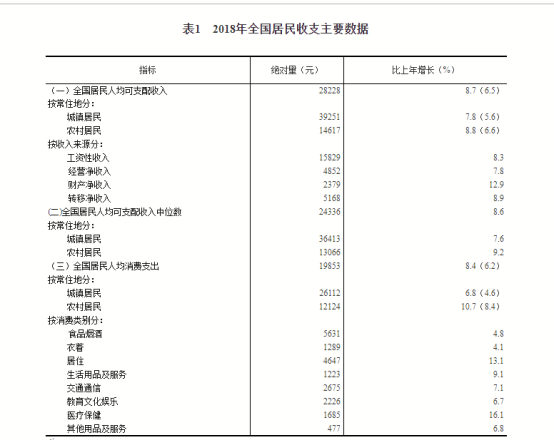 表1 2018年全国居民收支主要数据
指标 绝对量（元） 比上年增长（%）
（一）全国居民人均可支配收入 28228 8.7（6.5）
按常住地分：
城镇居民 39251 7.8（5.6）
农村居民 14617 8.8（6.6）
按收入来源分：
工资性收入 15829 8.3
经营净收入 4852 7.8
财产净收入 2379 12.9
转移净收入 5168 8.9
(二)全国居民人均可支配收入中位数 24336 8.6
按常住地分：
城镇居民 36413 7.6
农村居民 13066 9.2
（三）全国居民人均消费支出 19853 8.4（6.2）
按常住地分：
城镇居民 26112 6.8（4.6）
农村居民 12124 10.7（8.4）
按消费类别分：
食品烟酒 5631 4.8
衣着 1289 4.1
居住 4647 13.1
生活用品及服务 1223 9.1
交通通信 2675 7.1
教育文化娱乐 2226 6.7
医疗保健 1685 16.1
其他用品及服务 477 6.8